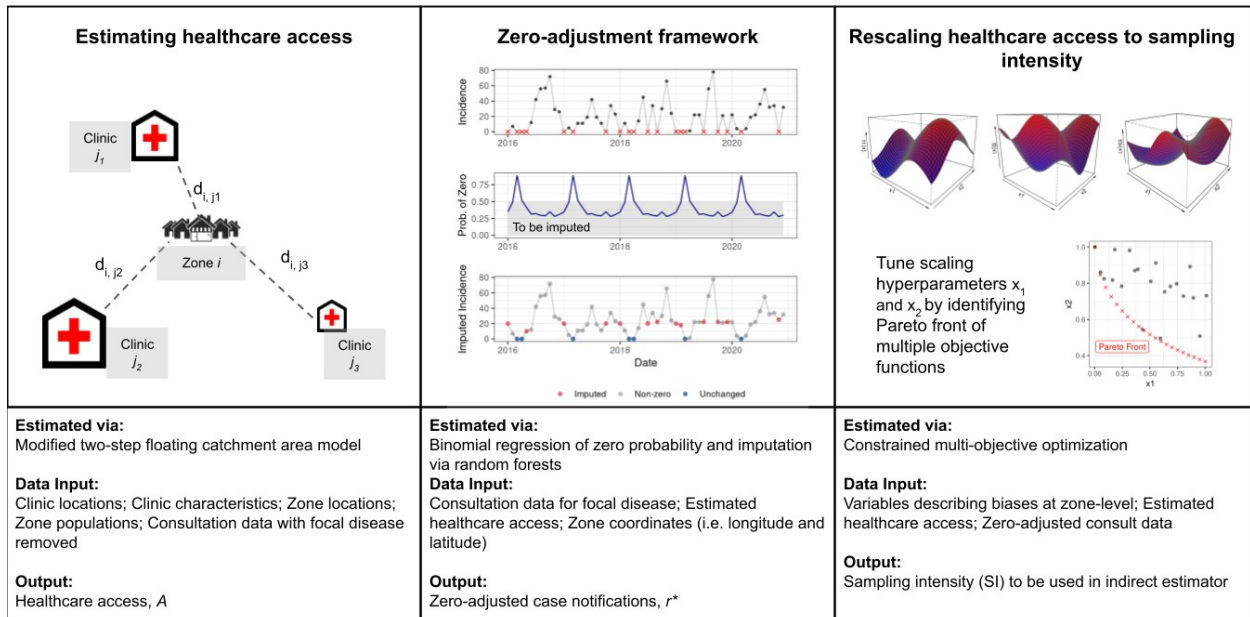 Estimating healthcare access
Clinic
j1
di, j1
Zone i
di, j2
di, j3
Clinic
j2
Clinic
j3
Estimated via:
Modified two-step floating catchment area model
Data Input:
Clinic locations; Clinic characteristics; Zone locations;
Zone populations; Consultation data with focal disease
removed
Output:
Healthcare access, A
Zero-adjustment framework
Incidence
80
60
40
20
0
2016
2018
2020
Prob. of Zero
0.75
0.50
0.25
0.00
To be imputed
2016
2018
2020
Imputed Incidence
80
60
40
20
0
2016
2018
2020
Date
Imputed
Non-zero
Unchanged
Estimated via:
Binomial regression of zero probability and imputation
via random forests
Data Input:
Consultation data for focal disease; Estimated
healthcare access; Zone coordinates (i.e. longitude and
latitude)
Output:
Zero-adjusted case notifications, r*
Rescaling healthcare access to sampling
intensity
x1
x2
x1
x2
x1
x2
Tune scaling
hyperparameters x1
and x2 by identifying
Pareto front of
multiple objective
functions
x2
1.0
0.8
0.6
0.4
Pareto Front
0.00
0.25
0.50
0.75
1.00
x1
Estimated via:
Constrained multi-objective optimization
Data Input:
Variables describing biases at zone-level; Estimated
healthcare access; Zero-adjusted consult data
Output:
Sampling intensity (SI) to be used in indirect estimator